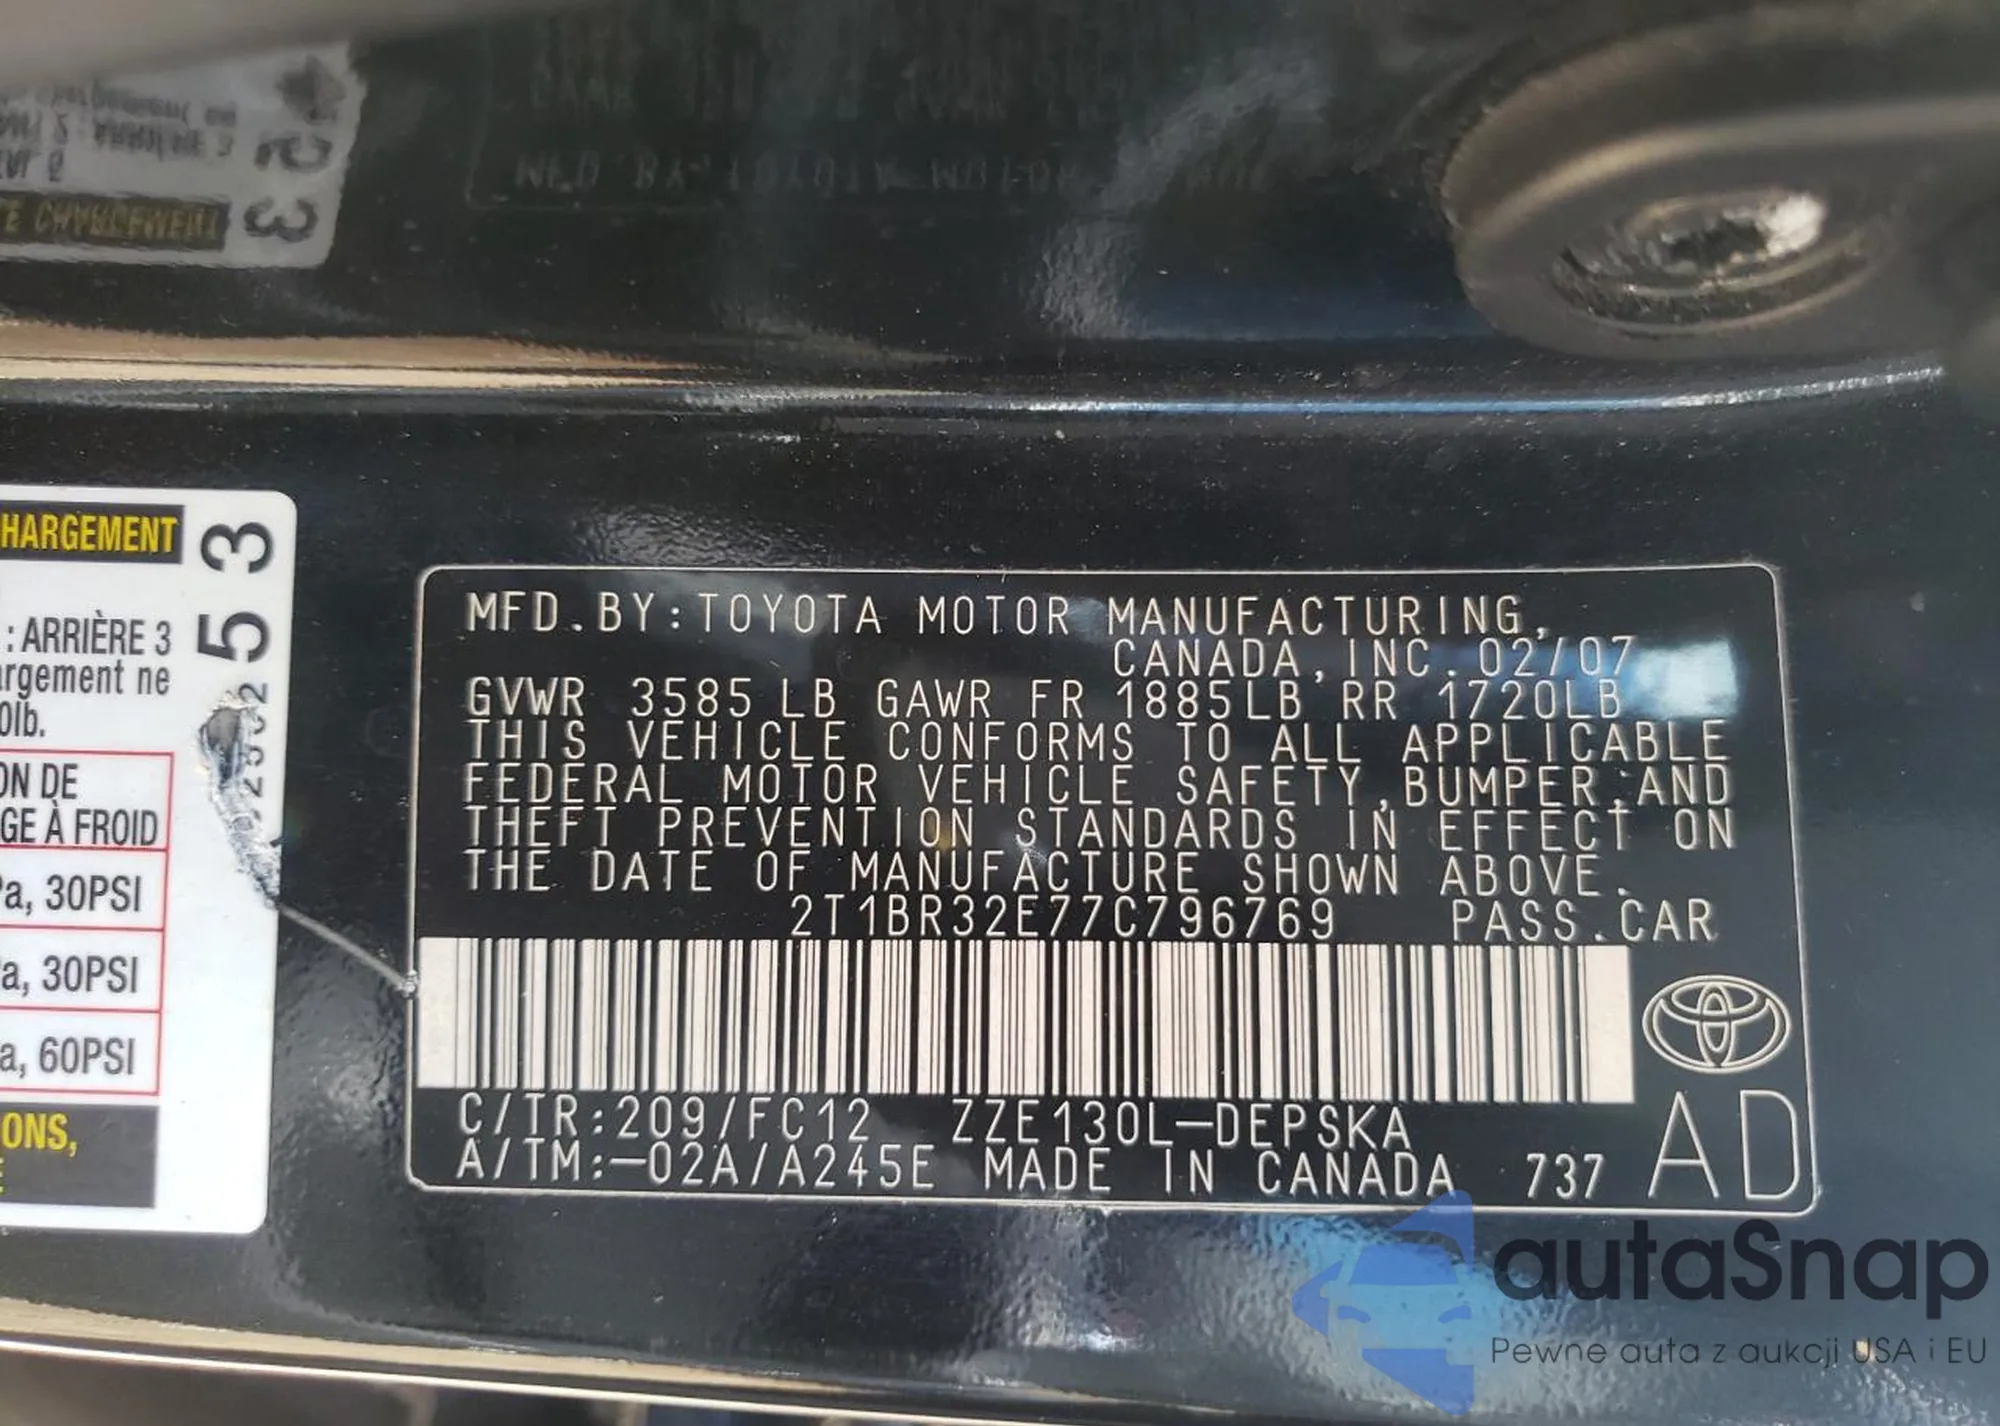 HARGEMENT
53
: ARRIÈRE 3
rgement ne
0lb.
ON DE
GE À FROID
Pa, 30PSI
a, 30PSI
a, 60PSI
ONS,
MFD.BY:TOYOTA MOTOR MANUFACTURING,
CANADA,INC. 02/07
GVWR 3585 LB GAWR FR 1885LB RR 1720LB
THIS VEHICLE CONFORMS TO ALL APPLICABLE
FEDERAL MOTOR VEHICLE SAFETY,BUMPER,AND
THEFT PREVENTION STANDARDS IN EFFECT ON
THE DATE OF MANUFACTURE SHOWN ABOVE.
2T1BR32E77C796769 PASS.CAR
C/TR:209/FC12 ZZE130L-DEPSKA
A/TM:-02A/A245E MADE IN CANADA 737 AD
autaSnap
Pewne auta z aukcji USA i EU